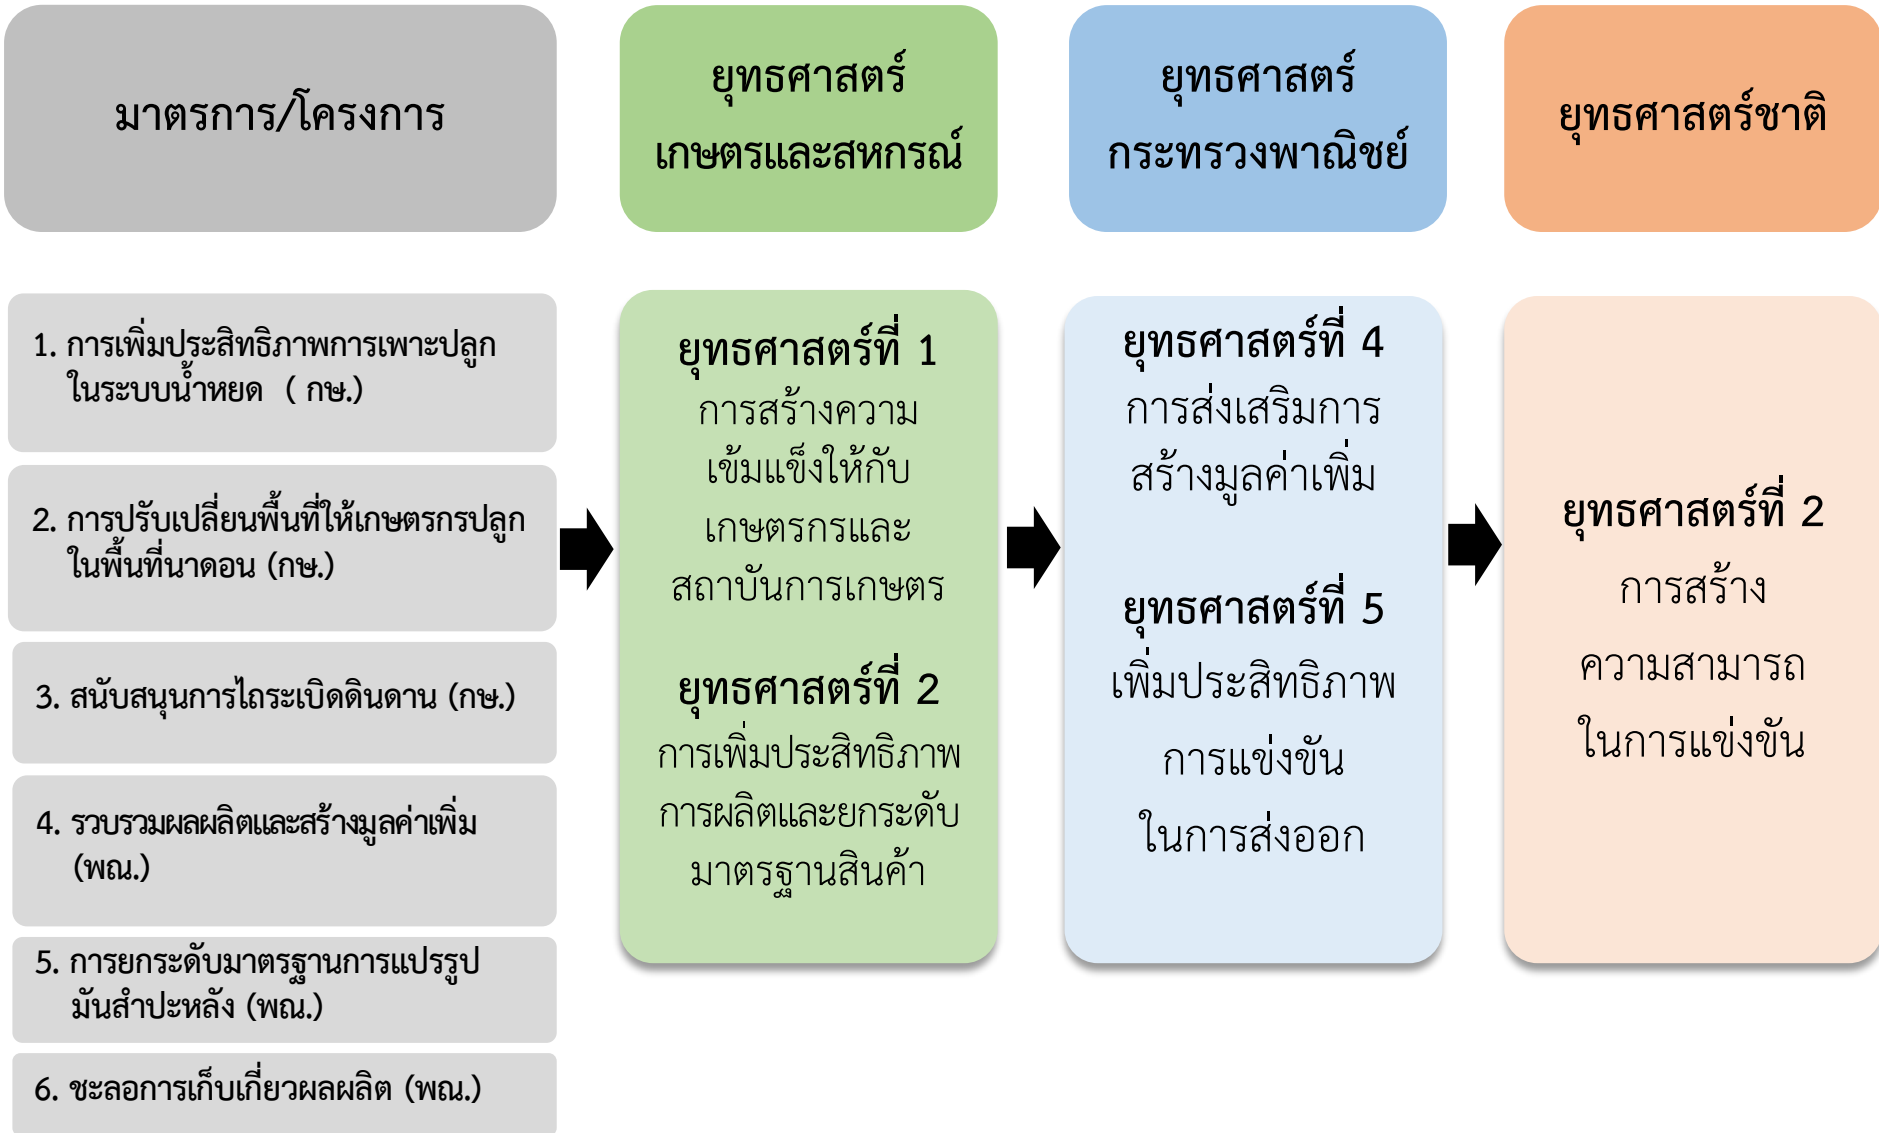 มาตรการ/โครงการ
ยุทธศาสตร์
เกษตรและสหกรณ์
ยุทธศาสตร์
กระทรวงพาณิชย์
ยุทธศาสตร์ชาติ
1. การเพิ่มประสิทธิภาพการเพาะปลูก
ในระบบน้ำหยด ( กษ.)
2. การปรับเปลี่ยนพื้นที่ให้เกษตรกรปลูก
ในพื้นที่นาดอน (กษ.)
3. สนับสนุนการไถระเบิดดินดาน (กษ.)
4. รวบรวมผลผลิตและสร้างมูลค่าเพิ่ม
(พณ.)
5. การยกระดับมาตรฐานการแปรรูป
มันสำปะหลัง (พณ.)
6. ชะลอการเก็บเกี่ยวผลผลิต (พณ.)
ยุทธศาสตร์ที่ 1
การสร้างความ
เข้มแข็งให้กับ
เกษตรกรและ
สถาบันการเกษตร
ยุทธศาสตร์ที่ 2
การเพิ่มประสิทธิภาพ
การผลิตและยกระดับ
มาตรฐานสินค้า
ยุทธศาสตร์ที่ 4
การส่งเสริมการ
สร้างมูลค่าเพิ่ม
ยุทธศาสตร์ที่ 5
เพิ่มประสิทธิภาพ
การแข่งขัน
ในการส่งออก
ยุทธศาสตร์ที่ 2
การสร้าง
ความสามารถ
ในการแข่งขัน